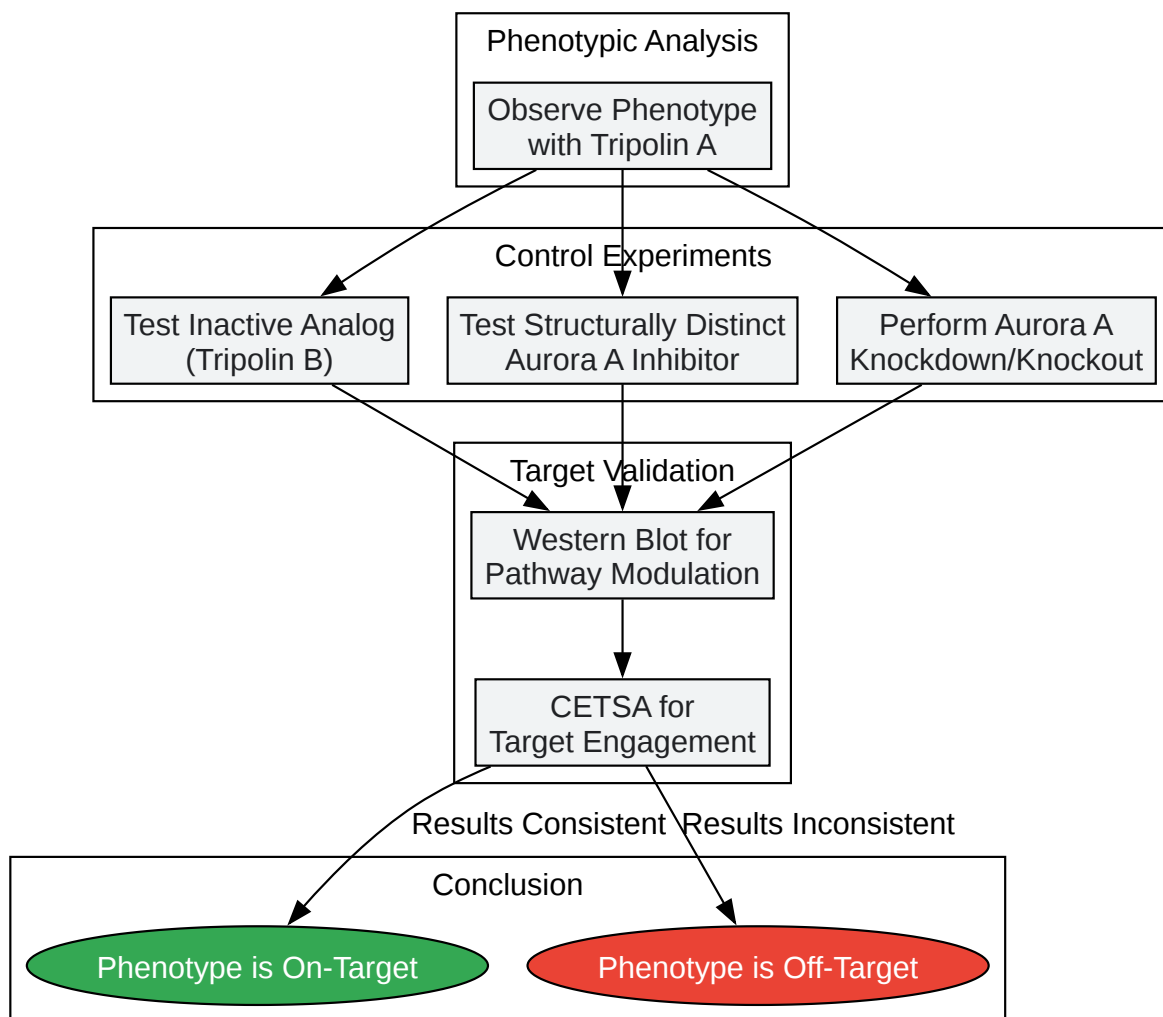 Phenotypic Analysis
Observe Phenotype
with Tripolin A
Control Experiments
Test Inactive Analog
(Tripolin B)
Test Structurally Distinct
Aurora A Inhibitor
Perform Aurora A
Knockdown/Knockout
Target Validation
Western Blot for
Pathway Modulation
CETSA for
Target Engagement
Results Consistent
Results Inconsistent
Conclusion
Phenotype is On-Target
Phenotype is Off-Target